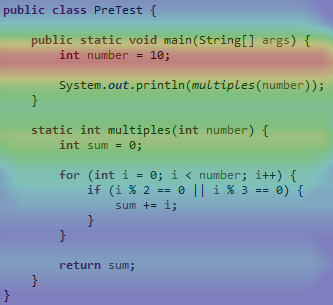 public class PreTest {
public static void main(String[] args) {
int number = 10;
System.out.println(multiples(number));
}
static int multiples(int number) {
int sum = 0;
for (int i = 0; i < number; i++) {
if (i % 2 == 0 || i % 3 == 0) {
sum += i;
}
}
return sum;
}
}